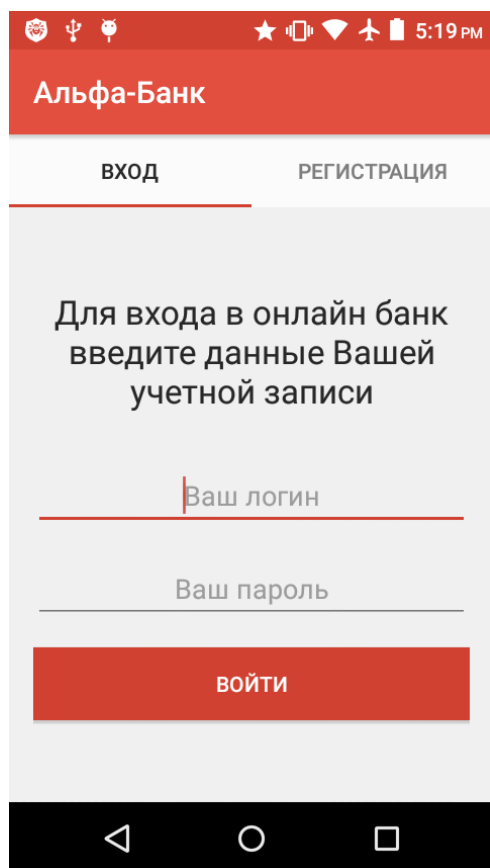 5:19 PM
Альфа-Банк
ВХОД
РЕГИСТРАЦИЯ
Для входа в онлайн банк
введите данные Вашей
учетной записи
Ваш логин
Ваш пароль
ВОЙТИ